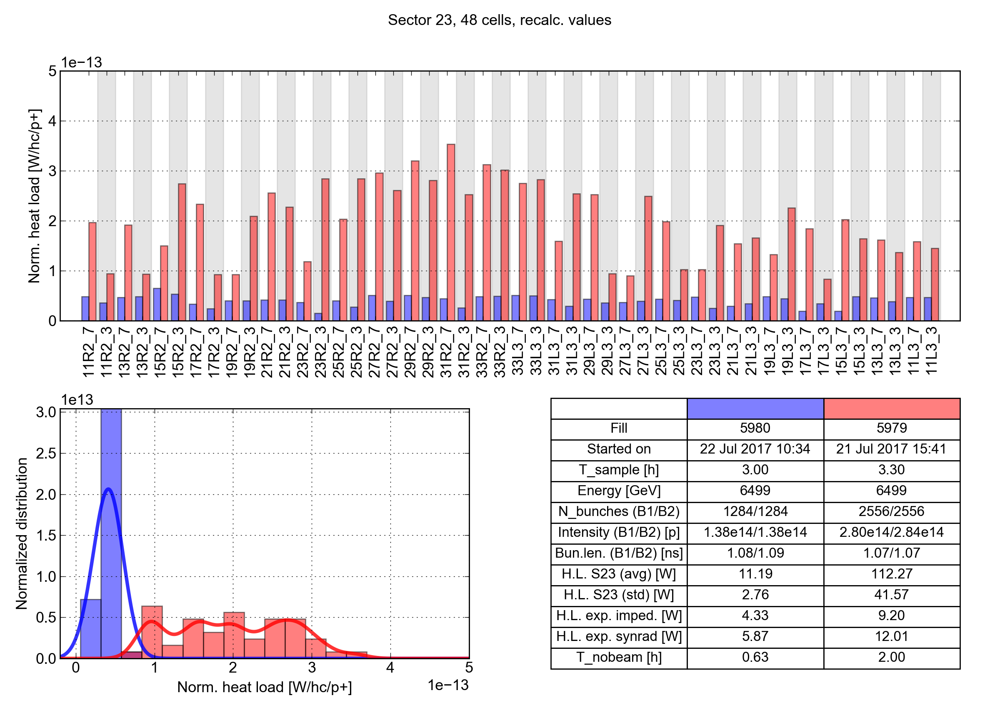 Sector 23, 48 cells, recalc. values
1e−13
5
4
3
2
1
0
Norm. heat load [W/hc/p+]
11R2_7
11R2_3
13R2_7
13R2_3
15R2_7
15R2_3
17R2_7
17R2_3
19R2_7
19R2_3
21R2_7
21R2_3
23R2_7
23R2_3
25R2_7
25R2_3
27R2_7
27R2_3
29R2_7
29R2_3
31R2_7
31R2_3
33R2_7
33R2_3
33L3_7
33L3_3
31L3_7
31L3_3
29L3_7
29L3_3
27L3_7
27L3_3
25L3_7
25L3_3
23L3_7
23L3_3
21L3_7
21L3_3
19L3_7
19L3_3
17L3_7
17L3_3
15L3_7
15L3_3
13L3_7
13L3_3
11L3_7
11L3_3
1e13
3.0
2.5
2.0
1.5
1.0
0.5
0.0
Normalized distribution
0 1 2 3 4 5
1e−13
Norm. heat load [W/hc/p+]
Fill 5980 5979
Started on 22 Jul 2017 10:34 21 Jul 2017 15:41
T_sample [h] 3.00 3.30
Energy [GeV] 6499 6499
N_bunches (B1/B2) 1284/1284 2556/2556
Intensity (B1/B2) [p] 1.38e14/1.38e14 2.80e14/2.84e14
Bun.len. (B1/B2) [ns] 1.08/1.09 1.07/1.07
H.L. S23 (avg) [W] 11.19 112.27
H.L. S23 (std) [W] 2.76 41.57
H.L. exp. imped. [W] 4.33 9.20
H.L. exp. synrad [W] 5.87 12.01
T_nobeam [h] 0.63 2.00